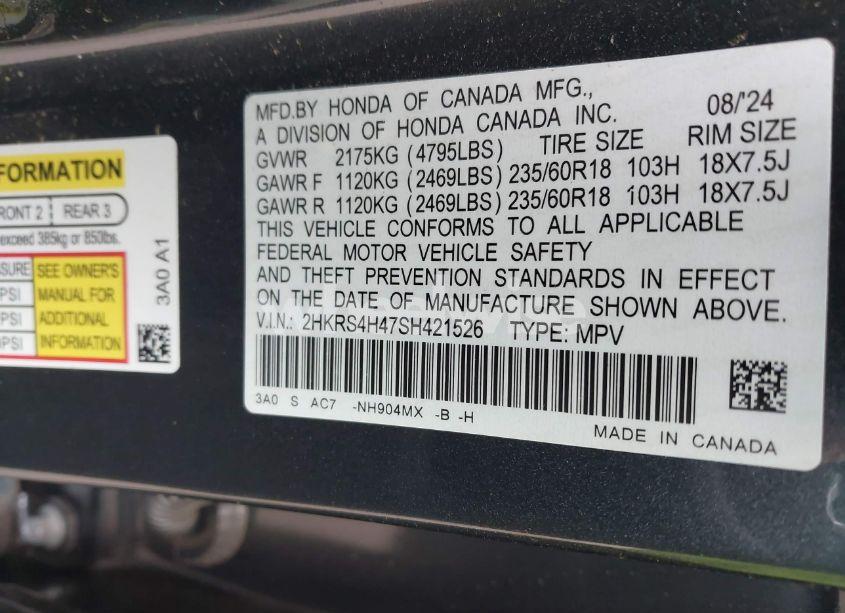 FORMATION
RONT 2 | REAR 3
exceed 385kg or 850lbs.
SSURE SEE OWNER'S
PSI MANUAL FOR
PSI ADDITIONAL
PSI INFORMATION
3A0 A1
MFD.BY HONDA OF CANADA MFG., 08/'24
A DIVISION OF HONDA CANADA INC.
GVWR 2175KG (4795LBS) TIRE SIZE RIM SIZE
GAWR F 1120KG (2469LBS) 235/60R18 103H 18X7.5J
GAWR R 1120KG (2469LBS) 235/60R18 103H 18X7.5J
THIS VEHICLE CONFORMS TO ALL APPLICABLE
FEDERAL MOTOR VEHICLE SAFETY
AND THEFT PREVENTION STANDARDS IN EFFECT
ON THE DATE OF MANUFACTURE SHOWN ABOVE.
V.I.N.: 2HKRS4H47SH421526 TYPE: MPV
3A0 S AC7 -NH904MX -B -H
MADE IN CANADA